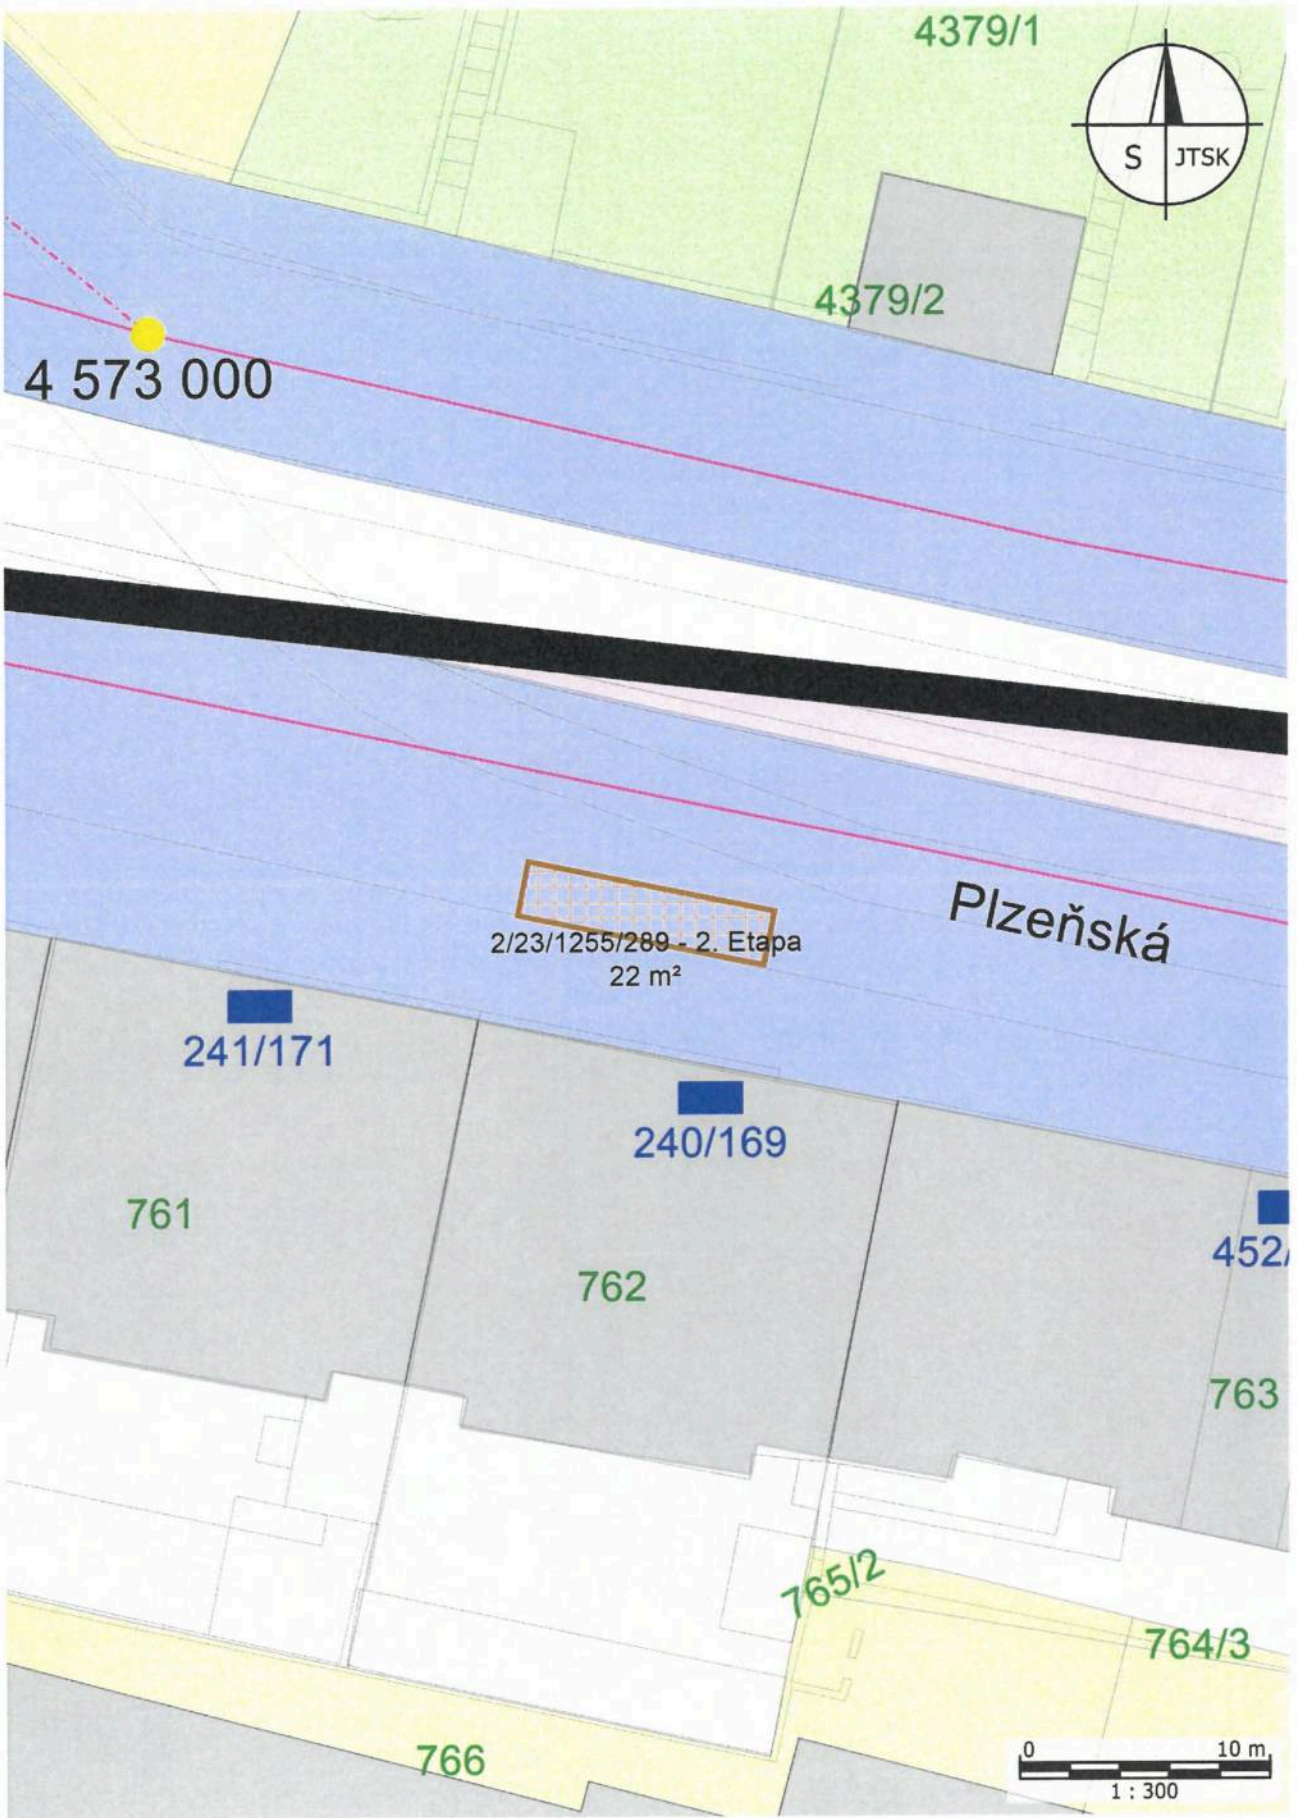 4379/1
S JTSK
4379/2
4 573 000
Plzeňská
2/23/1255/289 - 2. Etapa
22 m²
241/171
240/169
761
452/
762
763
765/2
764/3
766
0 10 m
1 : 300